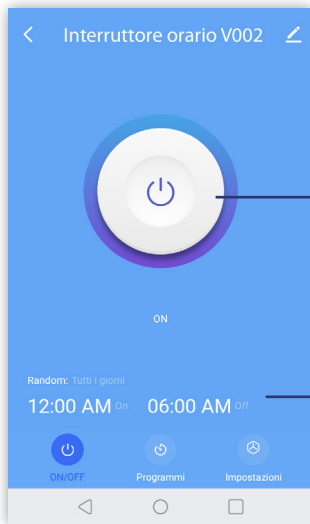 Interruttore orario V002
ON
Random: Tutti i giorni
12:00 AM On 06:00 AM Off
ON/OFF Programmi Impostazioni